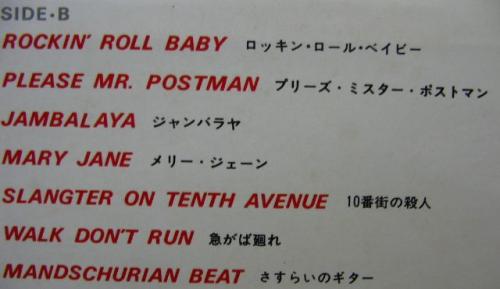 SIDE·B
ROCKIN' ROLL BABY ロッキン・ロール・ベイビー
PLEASE MR. POSTMAN プリーズ・ミスター・ポストマン
JAMBALAYA ジャンバラヤ
MARY JANE メリー・ジェーン
SLANGTER ON TENTH AVENUE 10番街の殺人
WALK DON'T RUN 急がば廻れ
MANDSCHURIAN BEAT さすらいのギター